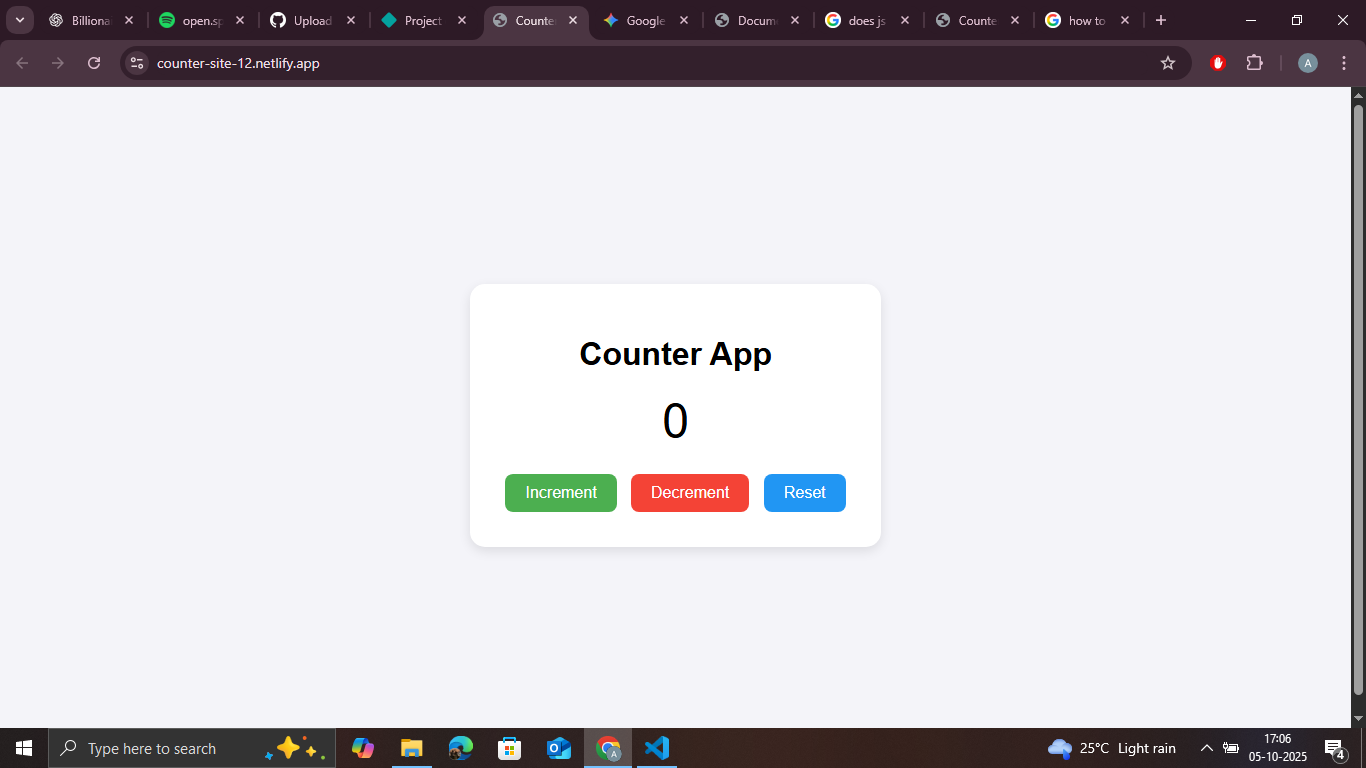 Billiona
open.sp
Upload
Project
Counte
Google
Docum
does js
Counte
how to
counter-site-12.netlify.app
A
Counter App
0
Increment Decrement Reset
Type here to search
A
25°C Light rain
17:06
05-10-2025
4